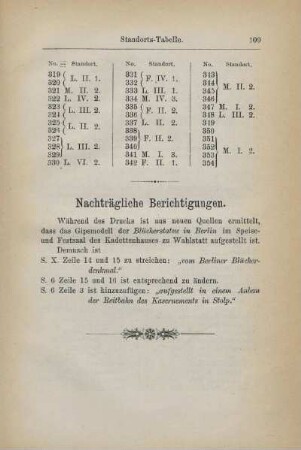 Standorts-Tabelle. 109
No. Standort. No. Standort. No. Standort.
319 331 343
320 L. II. 1. 332 F. IV. 1. 344
321 M. II. 2. 333 345 M. II. 2.
322 L. IV. 2. 334 F. III. 2. 346
323 335 347 M. I. 2.
324 L. III. 2. 336 F. II. 1. 348 L. III. 2.
325 337 L. II. 2. 349
326 L. II. 2. 338 350
327 339 351
328 L. III. 2. 340 352 M. I. 2.
329 341 M. I. 3. 353
330 L. VI. 2. 342 F. II. 1. 354
Nachträgliche Berichtigungen.
Während des Drucks ist aus neuen Quellen ermittelt,
dass das Gipsmodell der Blücherstatue in Berlin im Speise-
und Festsaal des Kadettenhauses zu Wahlstatt aufgestellt ist.
Demnach ist
S. X. Zeile 14 und 15 zu streichen: „vom Berliner Blücher-
denkmal.“
S. 6 Zeile 15 und 16 ist entsprechend zu ändern.
S. 6 Zeile 3 ist hinzuzufügen: „aufgestellt in einem Anbau
der Reitbahn des Kasernements in Stolp.“